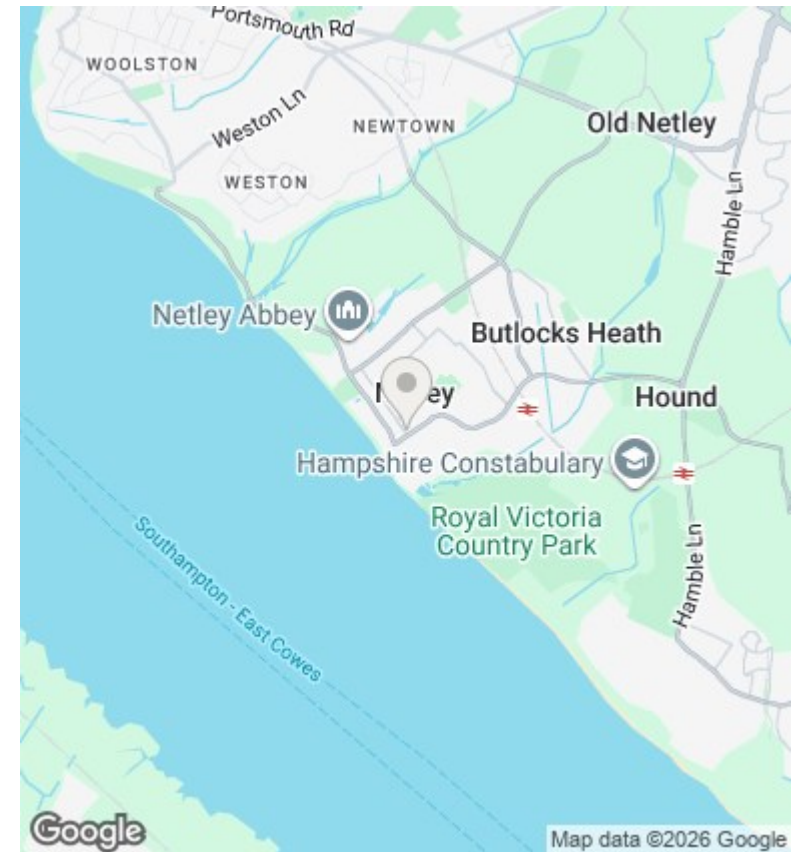 Portsmouth Rd
WOOLSTON
Weston Ln
NEWTOWN
Old Netley
WESTON
Hamble Ln
Netley Abbey
Butlocks Heath
Hound
Hampshire Constabulary
Royal Victoria
Country Park
Hamble Ln
Southampton - East Cowes
Google
Map data ©2026 Google